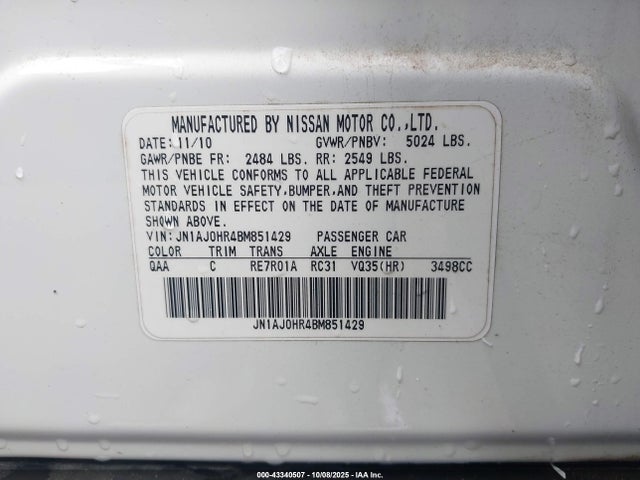 MANUFACTURED BY NISSAN MOTOR CO.,LTD.
DATE: 11/10 GVWR/PNBV: 5024 LBS.
GAWR/PNBE FR: 2484 LBS. RR: 2549 LBS.
THIS VEHICLE CONFORMS TO ALL APPLICABLE FEDERAL
MOTOR VEHICLE SAFETY,BUMPER,AND THEFT PREVENTION
STANDARDS IN EFFECT ON THE DATE OF MANUFACTURE
SHOWN ABOVE.
VIN: JN1AJ0HR4BM851429 PASSENGER CAR
COLOR TRIM TRANS AXLE ENGINE
QAA C RE7R01A RC31 VQ35(HR) 3498CC
JN1AJ0HR4BM851429
000-43340507 - 10/08/2025 - IAA Inc.